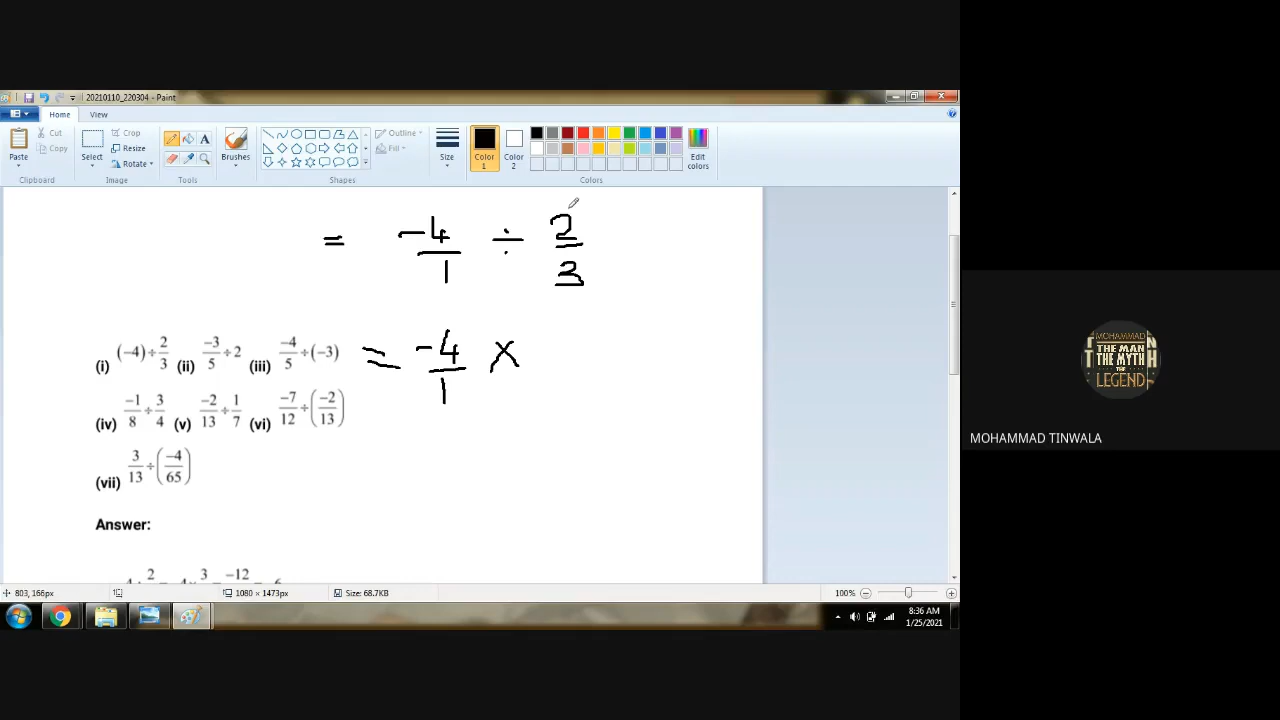 20210110_220304 - Paint
Home View
Paste
Cut
Copy
Clipboard
Select
Crop
Resize
Rotate
Image
A
Tools
Brushes
Outline
Fill
Shapes
Size
Color 1
Color 2
Edit colors
Colors
= -4/1 ÷ 2/3
(i) (−4) ÷ 2/3 (ii) −3/5 ÷ 2 (iii) −4/5 ÷ (−3)
= -4/1 ×
(iv) −1/8 ÷ 3/4 (v) −2/13 ÷ 1/7 (vi) −7/12 ÷ (−2/13)
(vii) 3/13 ÷ (−4/65)
Answer:
803, 166px
1080 × 1473px
Size: 68.7KB
100%
8:36 AM
1/25/2021
MOHAMMAD
THE MAN
THE MYTH
THE
LEGEND
MOHAMMAD TINWALA